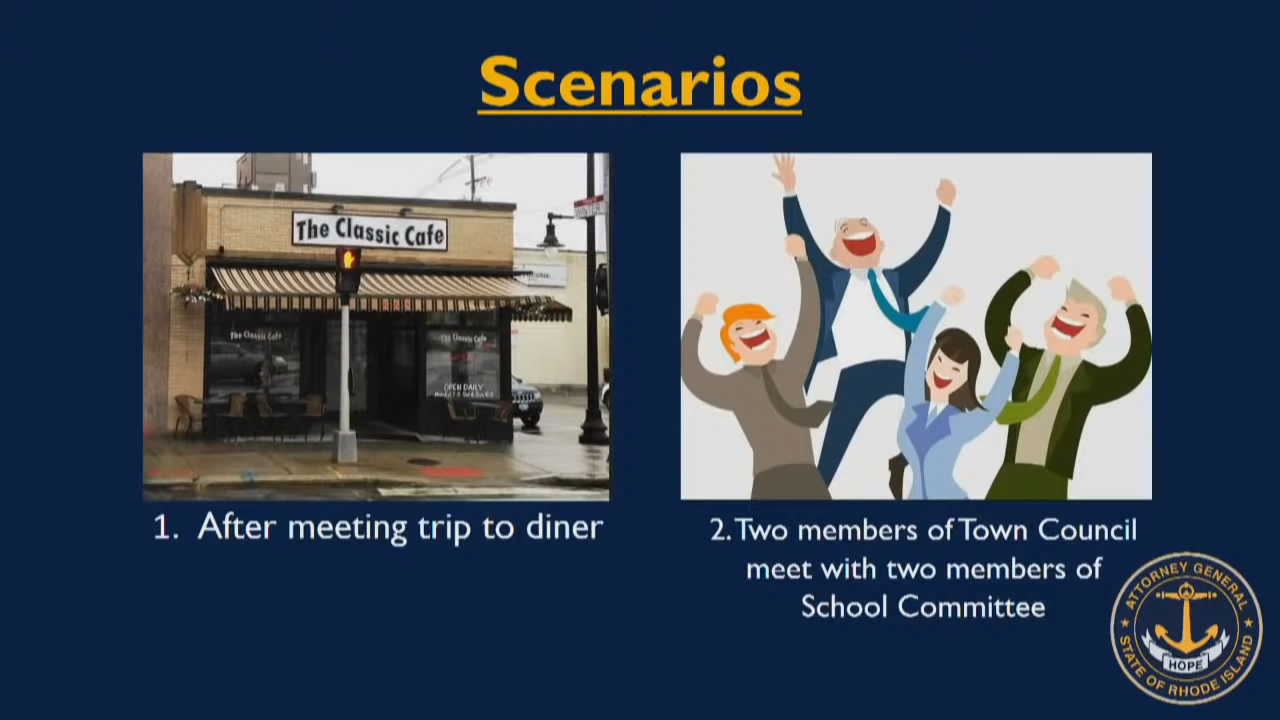 Scenarios
The Classic Cafe
The Classic Cafe
The Classic Cafe
OPEN DAILY
1. After meeting trip to diner
2. Two members of Town Council
meet with two members of
School Committee
ATTORNEY GENERAL
HOPE
STATE OF RHODE ISLAND